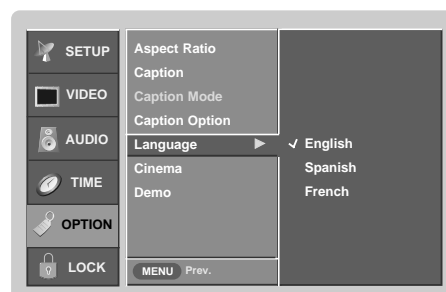 SETUP
VIDEO
AUDIO
TIME
OPTION
LOCK
Aspect Ratio
Caption
Caption Mode
Caption Option
Language
Cinema
Demo
MENU Prev.
English
Spanish
French